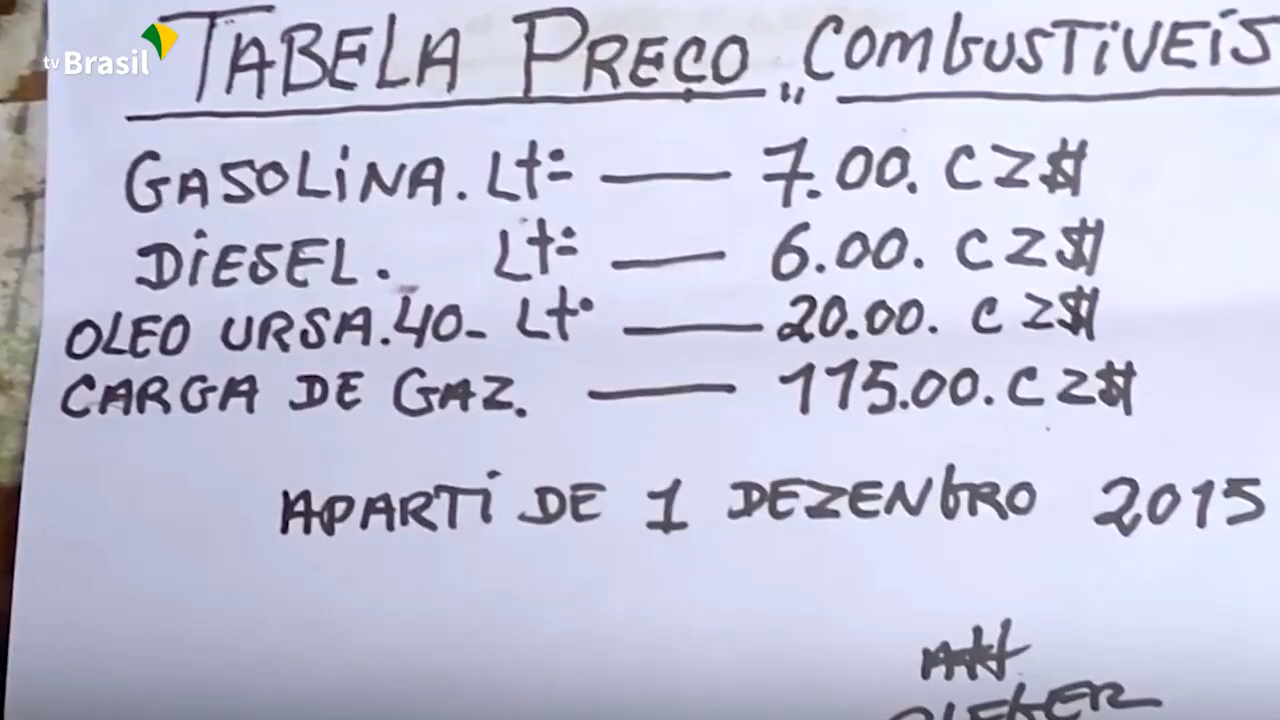 tv Brasil
TABELA PREÇO ,, COMBUSTIVEIS
GASOLINA. Lt= — 7.00. CZ$
DIESEL. Lt= — 6.00. CZ$
OLEO URSA.40- Lt· — 20.00. CZ$
CARGA DE GAZ. — 115.00. CZ$
APARTI DE 1 DEZENBRO 2015